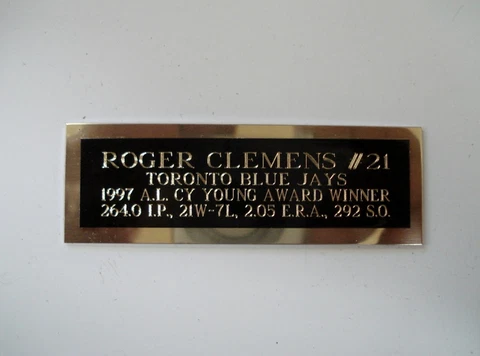 ROGER CLEMENS #21
TORONTO BLUE JAYS
1997 A.L. CY YOUNG AWARD WINNER
264.0 I.P., 21W-7L, 2.05 E.R.A., 292 S.O.